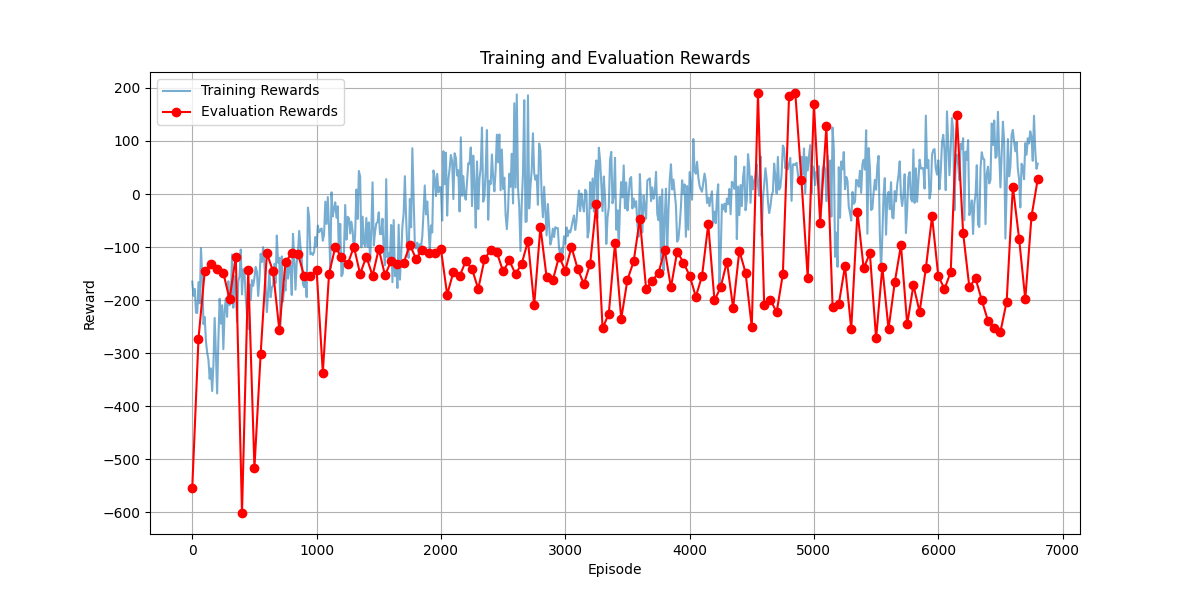 Training and Evaluation Rewards
Training Rewards
Evaluation Rewards
200
100
0
−100
−200
−300
−400
−500
−600
Reward
0 1000 2000 3000 4000 5000 6000 7000
Episode